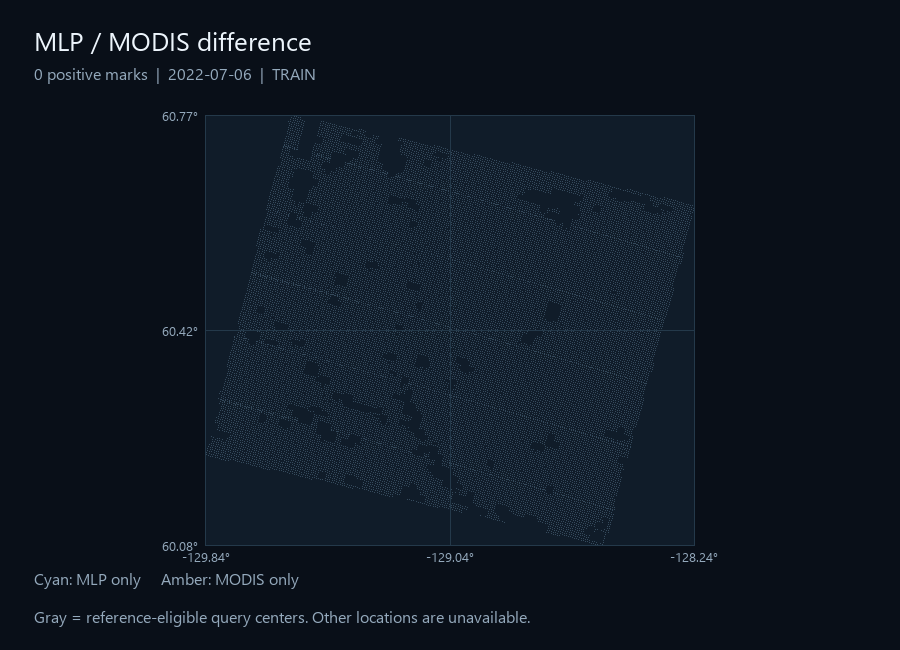 MLP / MODIS difference
0 positive marks | 2022-07-06 | TRAIN
60.77°
60.42°
60.08°
-129.84° -129.04° -128.24°
Cyan: MLP only Amber: MODIS only
Gray = reference-eligible query centers. Other locations are unavailable.